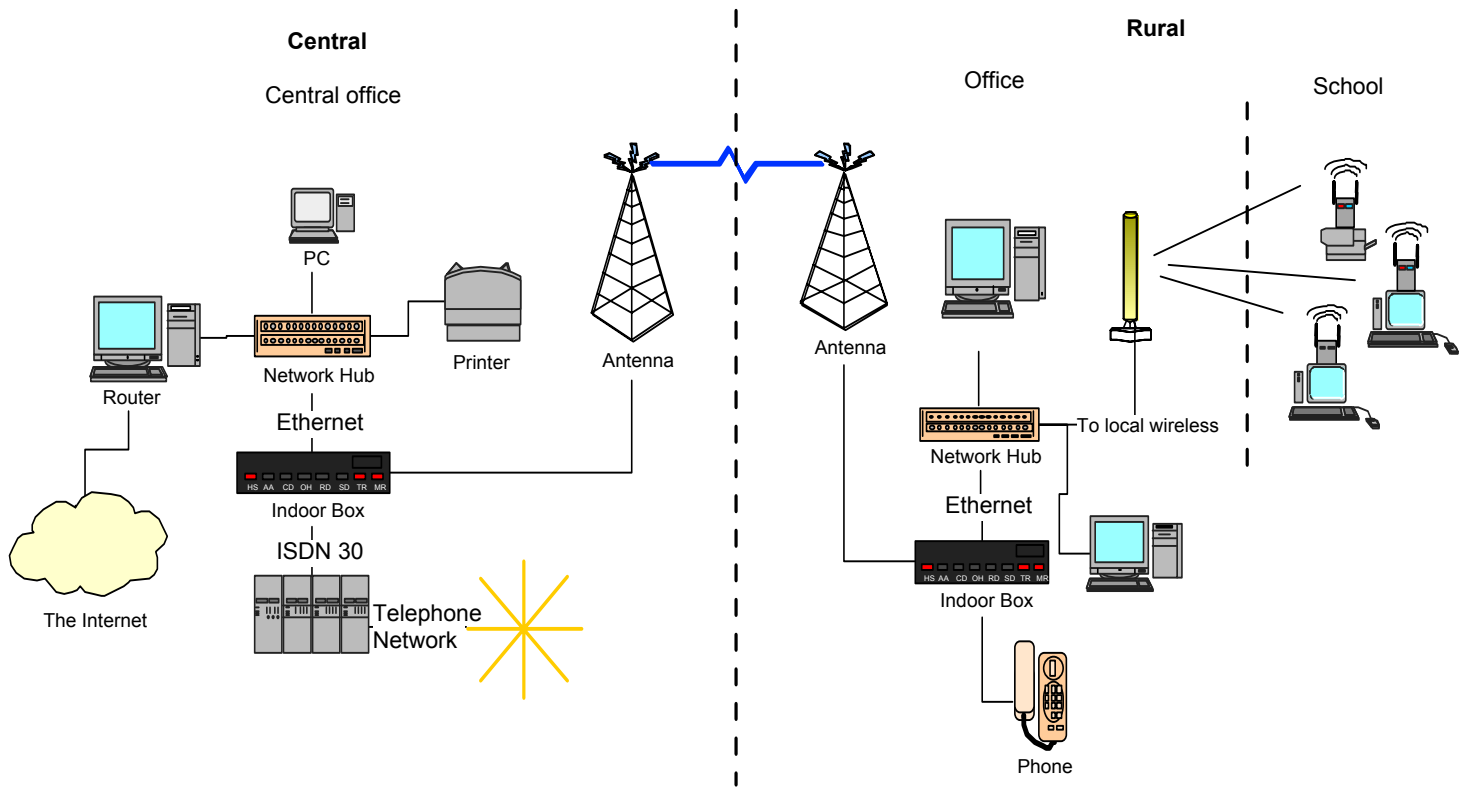 Central
Rural
Central office
Office
School
PC
Router
Network Hub
Printer
Antenna
Antenna
Ethernet
HS AA CD OH RD SD TR MR
Indoor Box
ISDN 30
The Internet
Telephone
Network
To local wireless
Network Hub
Ethernet
HS AA CD OH RD SD TR MR
Indoor Box
Phone